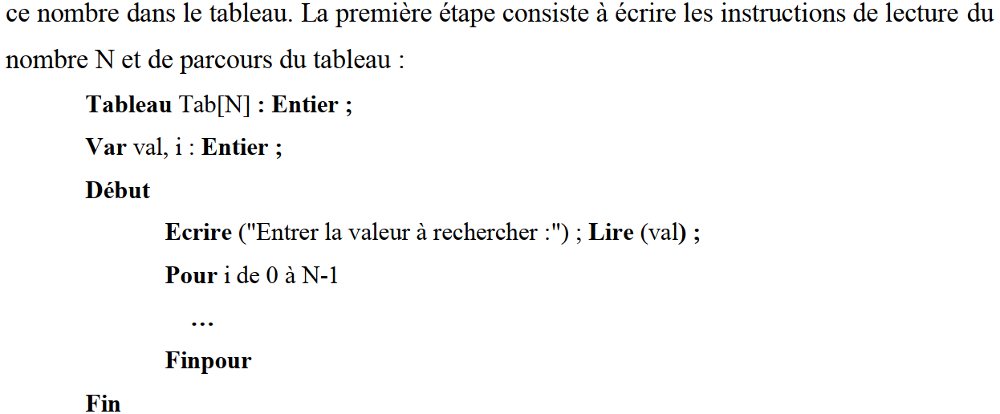 ce nombre dans le tableau. La première étape consiste à écrire les instructions de lecture du
nombre N et de parcours du tableau :
Tableau Tab[N] : Entier ;
Var val, i : Entier ;
Début
Ecrire ("Entrer la valeur à rechercher :") ; Lire (val) ;
Pour i de 0 à N-1
…
Finpour
Fin